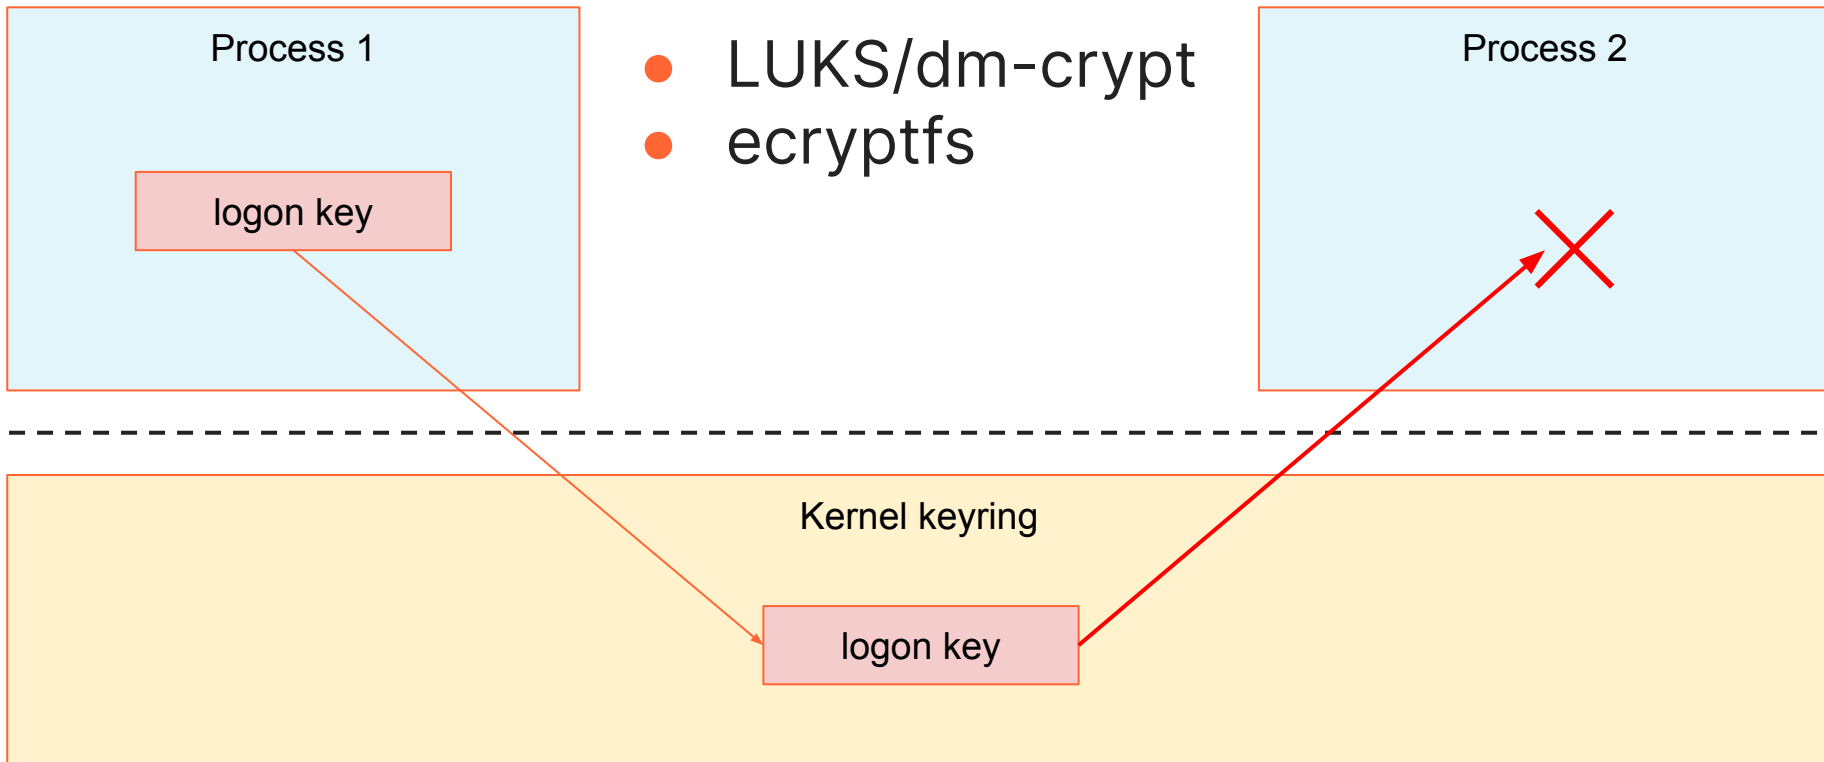 Process 1
logon key
● LUKS/dm-crypt
● ecryptfs
Process 2
Kernel keyring
logon key